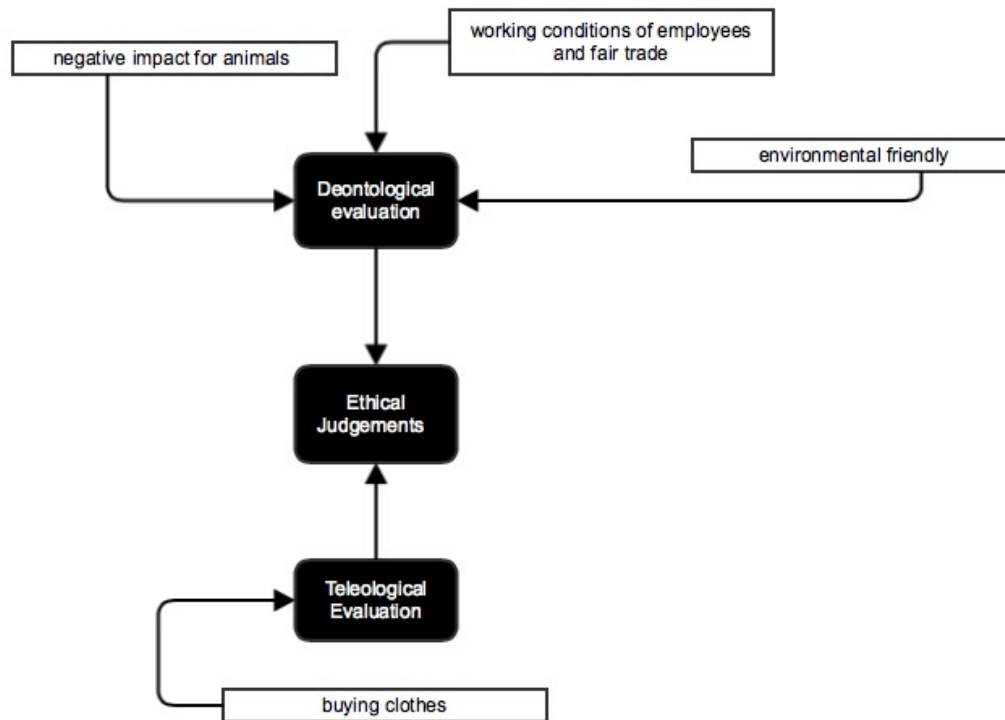 working conditions of employees
and fair trade
negative impact for animals
environmental friendly
Deontological
evaluation
Ethical
Judgements
Teleological
Evaluation
buying clothes